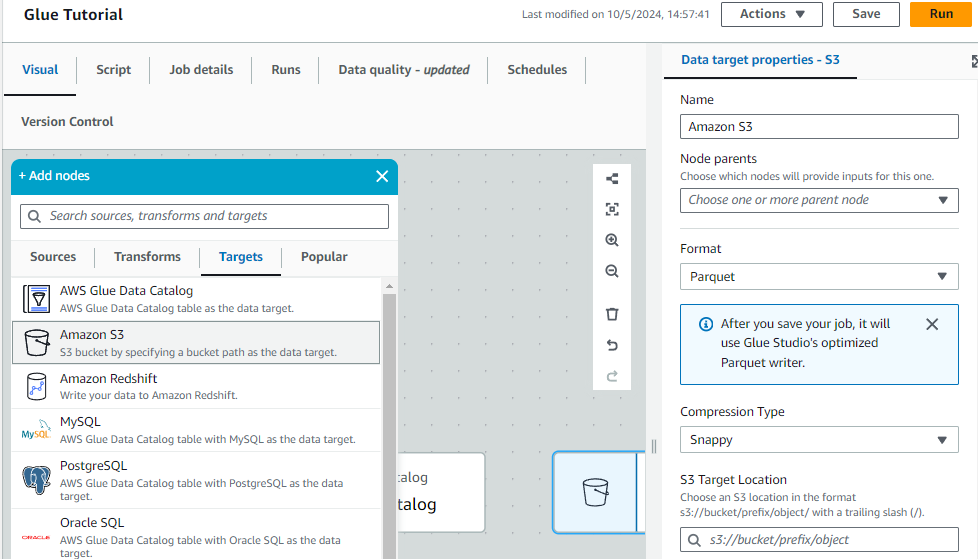 Glue Tutorial
Last modified on 10/5/2024, 14:57:41
Actions
Save
Run
Visual
Script
Job details
Runs
Data quality - updated
Schedules
Version Control
+ Add nodes
Search sources, transforms and targets
Sources
Transforms
Targets
Popular
AWS Glue Data Catalog
AWS Glue Data Catalog table as the data target.
Amazon S3
S3 bucket by specifying a bucket path as the data target.
Amazon Redshift
Write your data to Amazon Redshift.
MySQL
MySQL
AWS Glue Data Catalog table with MySQL as the data target.
PostgreSQL
AWS Glue Data Catalog table with PostgreSQL as the data
target.
Oracle SQL
ORACLE
AWS Glue Data Catalog table with Oracle SQL as the data
target.
atalog
talog
Data target properties - S3
Name
Amazon S3
Node parents
Choose which nodes will provide inputs for this one.
Choose one or more parent node
Format
Parquet
After you save your job, it will
use Glue Studio's optimized
Parquet writer.
Compression Type
Snappy
S3 Target Location
Choose an S3 location in the format
s3://bucket/prefix/object/ with a trailing slash (/).
s3://bucket/prefix/object